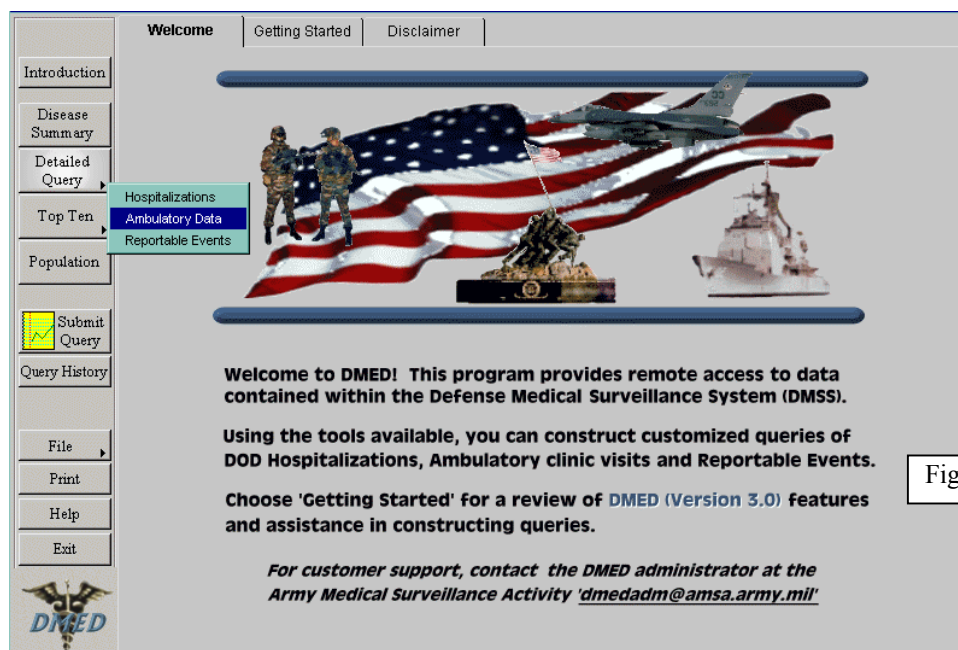 Welcome
Getting Started
Disclaimer
Introduction
Disease
Summary
Detailed
Query
Top Ten
Population
Hospitalizations
Ambulatory Data
Reportable Events
Submit
Query
Query History
File
Print
Help
Exit
DMED
Welcome to DMED! This program provides remote access to data
contained within the Defense Medical Surveillance System (DMSS).
Using the tools available, you can construct customized queries of
DOD Hospitalizations, Ambulatory clinic visits and Reportable Events.
Choose 'Getting Started' for a review of DMED (Version 3.0) features
and assistance in constructing queries.
For customer support, contact the DMED administrator at the
Army Medical Surveillance Activity 'dmedadm@amsa.army.mil'
Fig